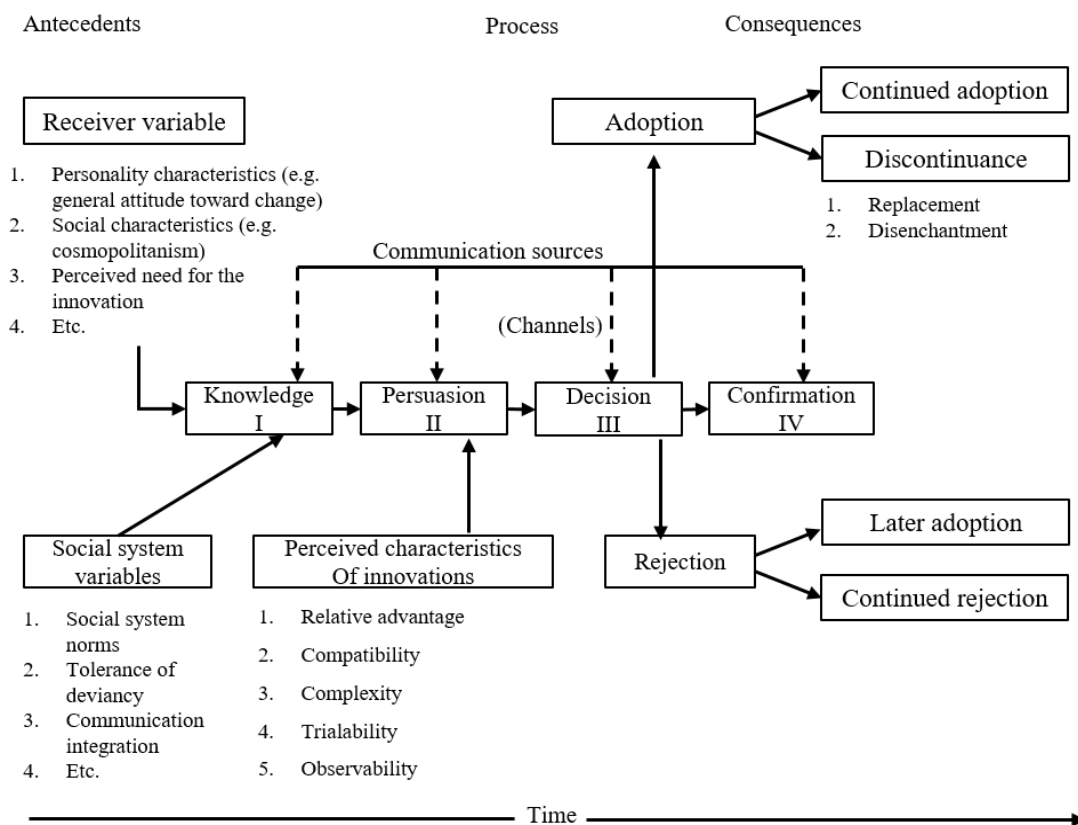 Antecedents
Process
Consequences
Receiver variable
1. Personality characteristics (e.g.
general attitude toward change)
2. Social characteristics (e.g.
cosmopolitanism)
3. Perceived need for the
innovation
4. Etc.
Adoption
Continued adoption
Discontinuance
1. Replacement
2. Disenchantment
Communication sources
(Channels)
Knowledge
I
Persuasion
II
Decision
III
Confirmation
IV
Social system
variables
1. Social system
norms
2. Tolerance of
deviancy
3. Communication
integration
4. Etc.
Perceived characteristics
Of innovations
1. Relative advantage
2. Compatibility
3. Complexity
4. Trialability
5. Observability
Rejection
Later adoption
Continued rejection
Time